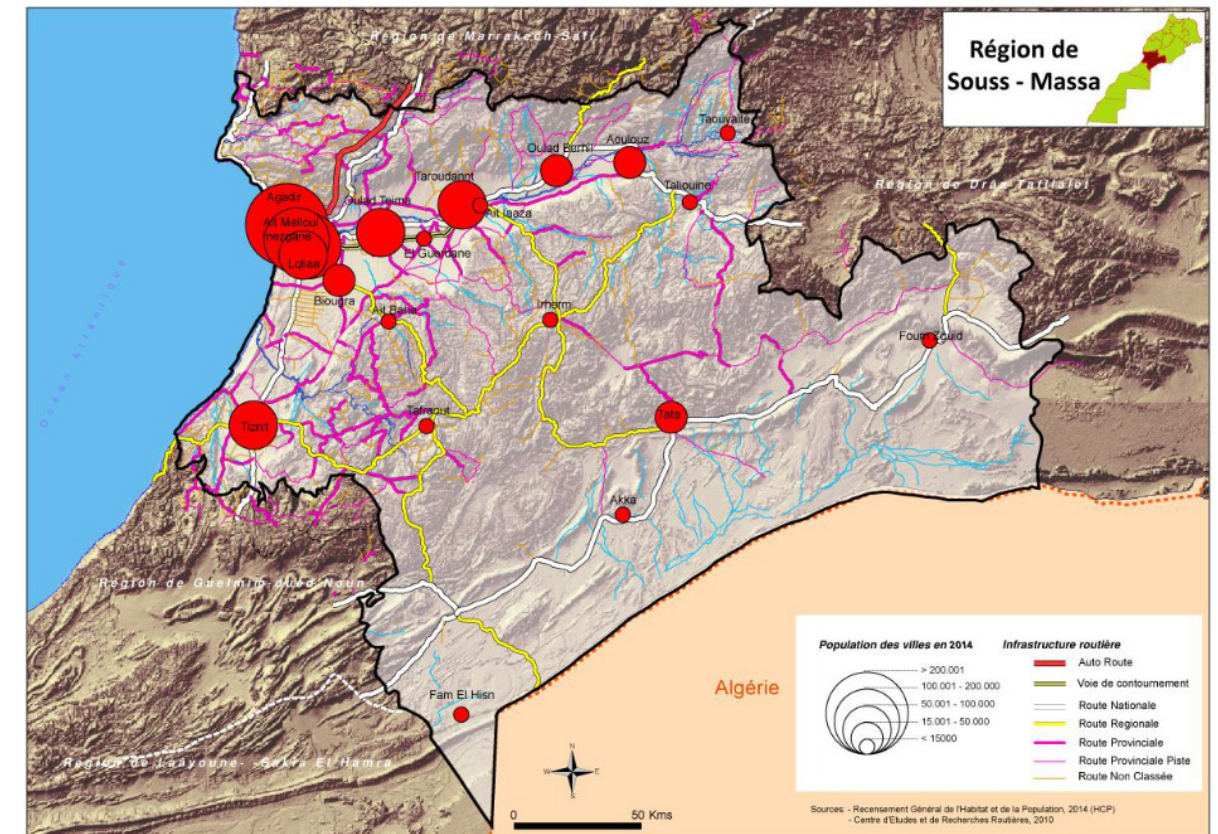 Région de Marrakech-Safi
Région de
Souss - Massa
Taouyalte
Aoulouz
Oulad Berhil
Taroudannt
Taliouine
Région de Drâa-Tafilalet
Agadir
Oulad Teima
Ait Iaaza
Ait Melloul
Inezgane
El Guerdane
Lqliaa
Biougra
Océan Atlantique
Ait Baha
Irherm
Foum Zguid
Tafraout
Tata
Tiznit
Akka
Région de Guelmim-oued Noun
Fam El Hisn
Algérie
Région de Laâyoune- Sakia El Hamra
Population des villes en 2014
> 200.001
100.001 - 200.000
50.001 - 100.000
15.001 - 50.000
< 15000
Infrastructure routière
Auto Route
Voie de contournement
Route Nationale
Route Regionale
Route Provinciale
Route Provinciale Piste
Route Non Classée
N
W E
S
0 50 Kms
Sources: - Recensement Général de l'Habitat et de la Population, 2014 (HCP)
- Centre d'Etudes et de Recherches Routières, 2010